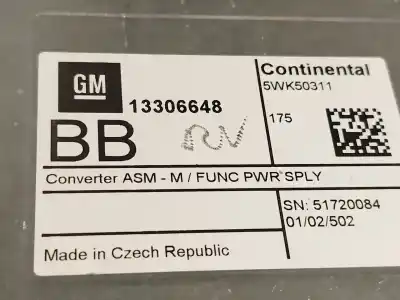 GM
Continental
5WK50311
13306648
175
BB
Converter ASM - M / FUNC PWR SPLY
SN: 51720084
01/02/502
Made in Czech Republic